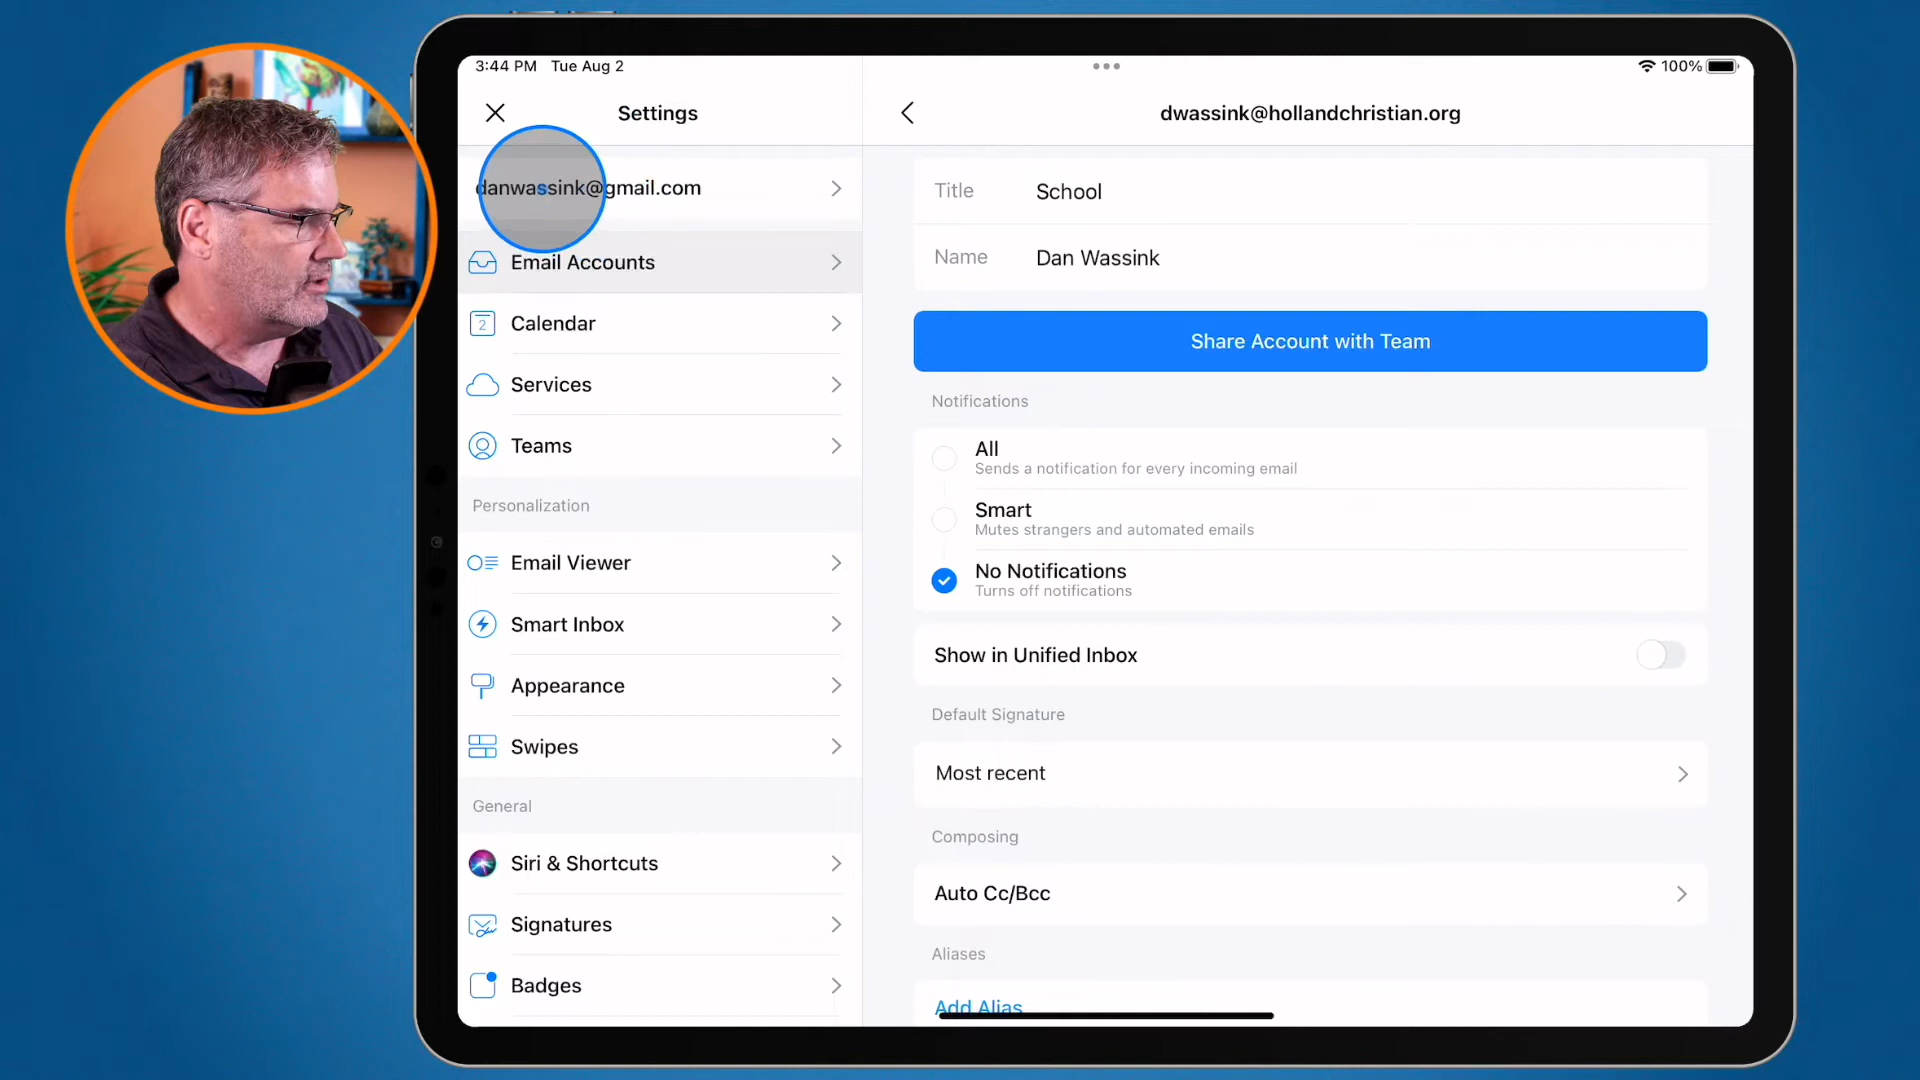 3:44 PM Tue Aug 2
100%
Settings
danwassink@gmail.com
Email Accounts
Calendar
2
Services
Teams
Personalization
Email Viewer
Smart Inbox
Appearance
Swipes
General
Siri & Shortcuts
Signatures
Badges
dwassink@hollandchristian.org
Title School
Name Dan Wassink
Share Account with Team
Notifications
All
Sends a notification for every incoming email
Smart
Mutes strangers and automated emails
No Notifications
Turns off notifications
Show in Unified Inbox
Default Signature
Most recent
Composing
Auto Cc/Bcc
Aliases
Add Alias